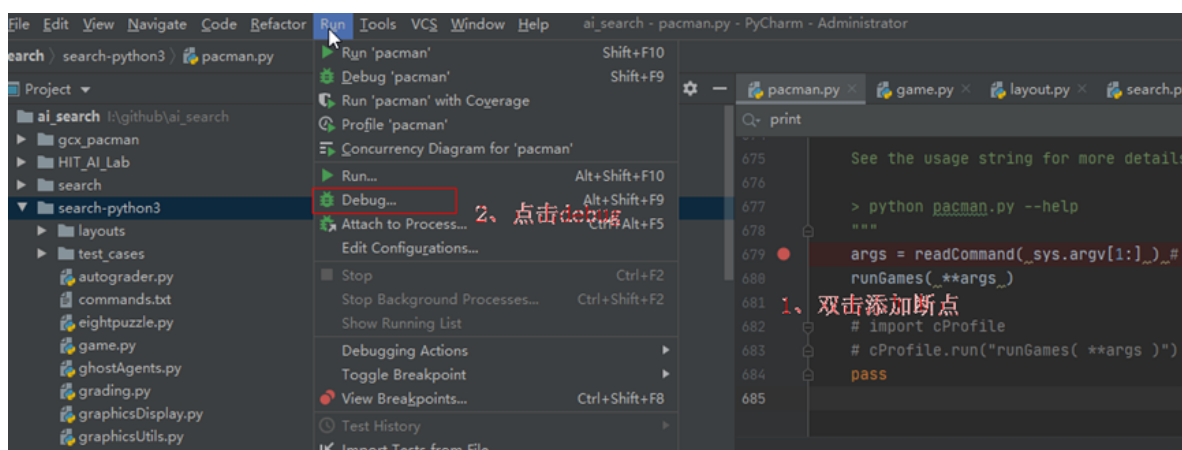 File Edit View Navigate Code Refactor Run Tools VCS Window Help ai_search - pacman.py - PyCharm - Administrator
earch search-python3 pacman.py
Project
ai_search I:\github\ai_search
gcx_pacman
HIT_AI_Lab
search
search-python3
layouts
test_cases
autograder.py
commands.txt
eightpuzzle.py
game.py
ghostAgents.py
grading.py
graphicsDisplay.py
graphicsUtils.py
Run 'pacman' Shift+F10
Debug 'pacman' Shift+F9
Run 'pacman' with Coverage
Profile 'pacman'
Concurrency Diagram for 'pacman'
Run... Alt+Shift+F10
Debug... Alt+Shift+F9
2、点击debug
Attach to Process... Ctrl+Alt+F5
Edit Configurations...
Stop Ctrl+F2
Stop Background Processes... Ctrl+Shift+F2
Show Running List
Debugging Actions
Toggle Breakpoint
View Breakpoints... Ctrl+Shift+F8
Test History
Import Tests from File
pacman.py game.py layout.py search.p
print
675 See the usage string for more details
676
677 > python pacman.py --help
678 """
679 args = readCommand( sys.argv[1:] ) #
680 runGames( **args )
681
1、双击添加断点
682 # import cProfile
683 # cProfile.run("runGames( **args )")
684 pass
685